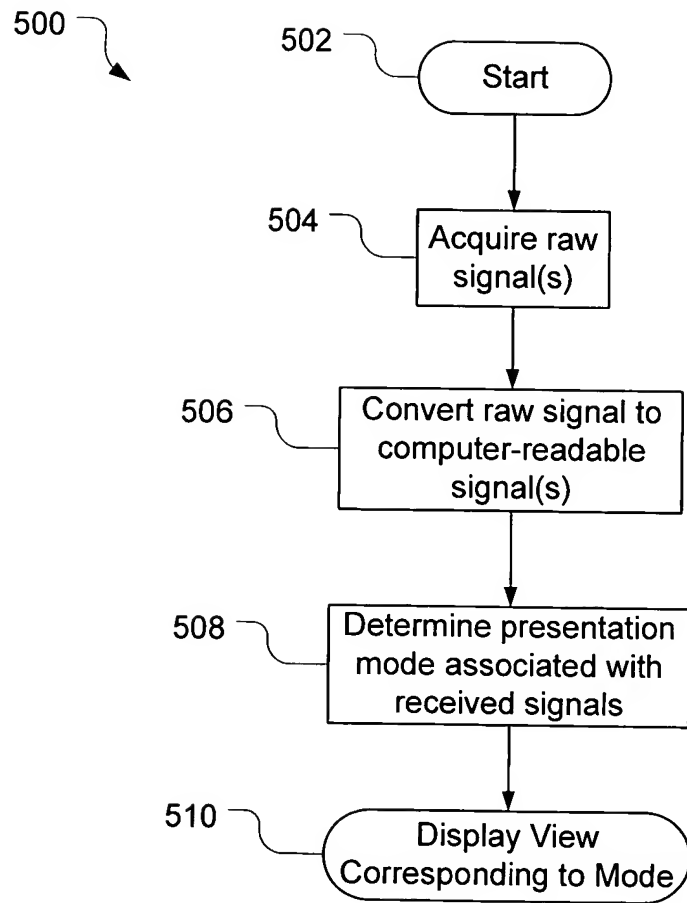 500
502
Start
504
Acquire raw
signal(s)
506
Convert raw signal to
computer-readable
signal(s)
508
Determine presentation
mode associated with
received signals
510
Display View
Corresponding to Mode